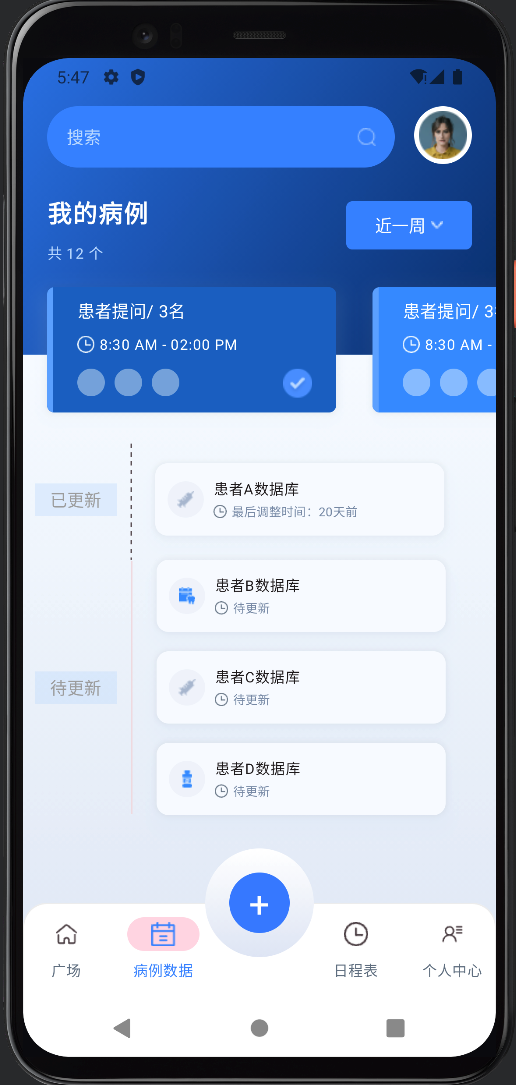 5:47
搜索
我的病例
共 12 个
近一周
患者提问/ 3名
8:30 AM - 02:00 PM
患者提问/ 3
8:30 AM -
已更新
患者A数据库
最后调整时间：20天前
患者B数据库
待更新
待更新
患者C数据库
待更新
患者D数据库
待更新
+
广场
病例数据
日程表
个人中心